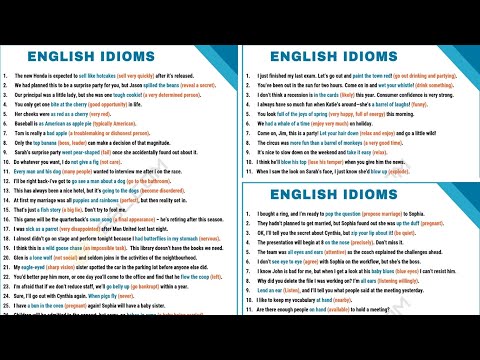 ENGLISH IDIOMS
1. The new Honda is expected to sell like hotcakes (sell very quickly) after it's released.
2. We had planned this to be a surprise party for you, but Jason spilled the beans (reveal a secret).
3. Our principal was a little lady, but she was one tough cookie! (a very determined person).
4. You only get one bite at the cherry (good opportunity) in life.
5. Her cheeks were as red as a cherry (very red).
6. Baseball is as American as apple pie (typically American).
7. Tom is really a bad apple (a troublemaking or dishonest person).
8. Only the top banana (boss, leader) can make a decision of that magnitude.
9. Sarah's surprise party went pear-shaped (fail) once she accidentally found out about it.
10. Do whatever you want, I do not give a fig (not care).
11. Every man and his dog (many people) wanted to interview me after I on the race.
12. I'll be right back-I've got to go see a man about a dog (go to the bathroom).
13. This has always been a nice hotel, but it's going to the dogs (become disordered).
14. At first my marriage was all puppies and rainbows (perfect), but then reality set in.
15. That's just a fish story (a big lie). Don't try to fool me.
16. This game will be the quarterback's swan song (a final appearance) – he's retiring after this season.
17. I was sick as a parrot (very disappointed) after Man United lost last night.
18. I almost didn't go on stage and perform tonight because I had butterflies in my stomach (nervous).
19. I think this is a wild goose chase (an impossible task). The library doesn't have the books we need.
20. Glen is a lone wolf (not social) and seldom joins in the activities of the neighbourhood.
21. My eagle-eyed (sharp vision) sister spotted the cat in the parking lot before anyone else did.
22. You'd better pay him now, or one day you'll come to the office and find that he flew the coop (left).
23. I'm afraid that if we don't reduce staff, we'll go belly up (go bankrupt) within a year.
24. Sure, I'll go out with Cynthia again. When pigs fly (never).
25. I have a bun in the oven (pregnant) again! Sophia will have a baby sister.
ENGLISH IDIOMS
1. I just finished my last exam. Let's go out and paint the town red! (go out drinking and partying).
2. You've been out in the sun for two hours. Come on in, and wet your whistle! (drink something).
3. I don't think a recession is in the cards (likely) this year. Consumer confidence is very strong.
4. I always have so much fun when Katie's around—she's a barrel of laughs! (funny).
5. You look full of the joys of spring (very happy, full of energy) this morning.
6. We had a whale of a time (enjoy very much) on holiday.
7. Come on, Jim, this is a party! Let your hair down (relax and enjoy) and go a little wild!
8. The circus was more fun than a barrel of monkeys (a very good time).
9. It's nice to slow down on the weekend and take it easy (relax).
10. I think he'll blow his top (lose his temper) when you give him the news.
11. When I saw the look on Sarah's face, I just knew she'd blow up (explode).
ENGLISH IDIOMS
1. I bought a ring, and I'm ready to pop the question (propose marriage) to Sophia.
2. They hadn't planned to get married, but Sophia found out she was up the duff (pregnant).
3. OK, I'll tell you the secret about Cynthia, but zip your lip about it! (be quiet).
4. The presentation will begin at 8 on the nose (precisely). Don't miss it.
5. The team was all eyes and ears (attentive) as the coach explained the challenges ahead.
6. I don't see eye to eye (agree) with Sophia on the workflow, but she's the boss.
7. I know John is bad for me, but when I get a look at his baby blues (blue eyes) I can't resist him.
8. Why did you delete the file I was working on? I'm all ears (listening attentively).
9. Lend an ear (Listen), and I'll tell you what people said at the meeting yesterday.
10. I like to keep my vocabulary at hand (nearby).
11. Are there enough people on hand (available) to hold a meeting?